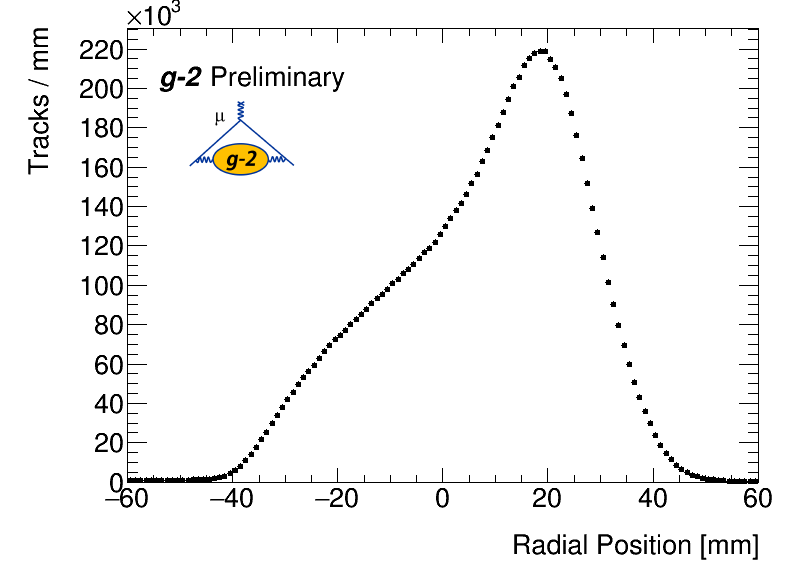 ×10³
220
200
180
160
140
120
100
80
60
40
20
0
Tracks / mm
g-2 Preliminary
μ
g-2
−60 −40 −20 0 20 40 60
Radial Position [mm]